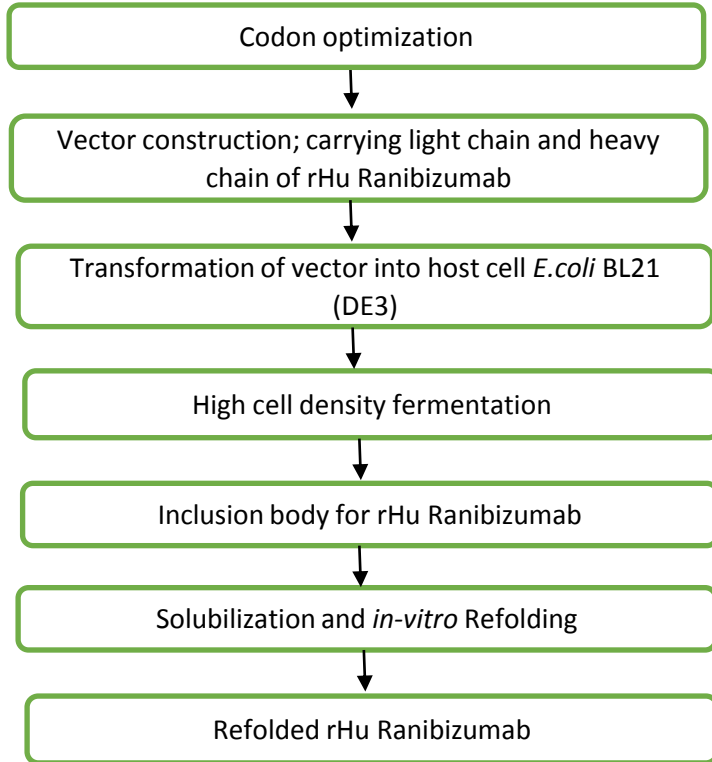 Codon optimization
Vector construction; carrying light chain and heavy
chain of rHu Ranibizumab
Transformation of vector into host cell E.coli BL21
(DE3)
High cell density fermentation
Inclusion body for rHu Ranibizumab
Solubilization and in-vitro Refolding
Refolded rHu Ranibizumab